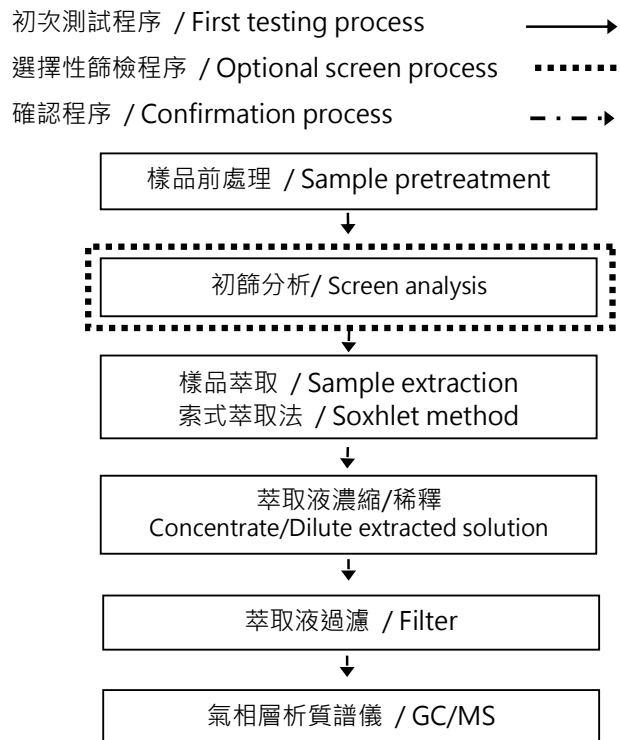 初次測試程序 / First testing process
選擇性篩檢程序 / Optional screen process
確認程序 / Confirmation process
樣品前處理 / Sample pretreatment
初篩分析/ Screen analysis
樣品萃取 / Sample extraction
索式萃取法 / Soxhlet method
萃取液濃縮/稀釋
Concentrate/Dilute extracted solution
萃取液過濾 / Filter
氣相層析質譜儀 / GC/MS